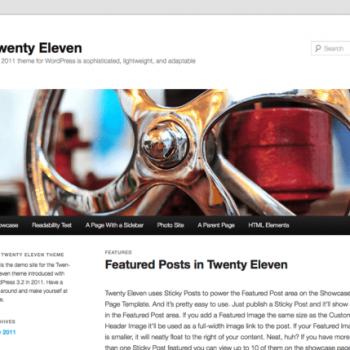 wenty Eleven
2011 theme for WordPress is sophisticated, lightweight, and adaptable
Search
owcase Readability Test A Page With a Sidebar Photo Site A Parent Page HTML Elements
TWENTY ELEVEN THEME
is the demo site for the Twen-
even theme introduced with
rdPress 3.2 in 2011. Have a
around and make yourself at
e.
HIVES
2011
FEATURED
Featured Posts in Twenty Eleven
Twenty Eleven uses Sticky Posts to power the Featured Post area on the Showcase
Page Template. And it's pretty easy to use. Just publish a Sticky Post and it'll show
in the Featured Post area. If you add a Featured Image the same size as the Custom
Header Image it'll be used as a full-width image link to the post. If your Featured Ima
is smaller, it will neatly float to the right of your content. Neat, huh? If you have more
than one Sticky Post featured you can view up to 10 of them on the showcase page